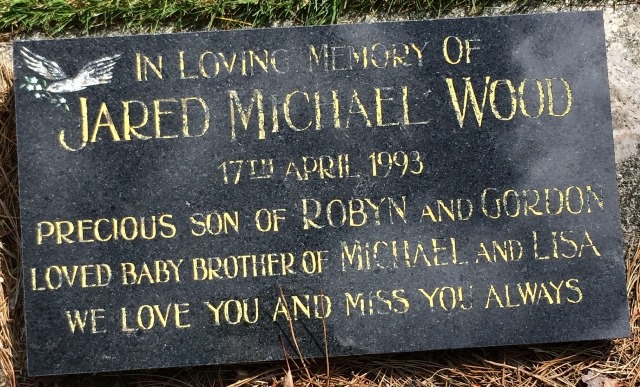 IN LOVING MEMORY OF
JARED MICHAEL WOOD
17TH APRIL 1993
PRECIOUS SON OF ROBYN AND GORDON
LOVED BABY BROTHER OF MICHAEL AND LISA
WE LOVE YOU AND MISS YOU ALWAYS